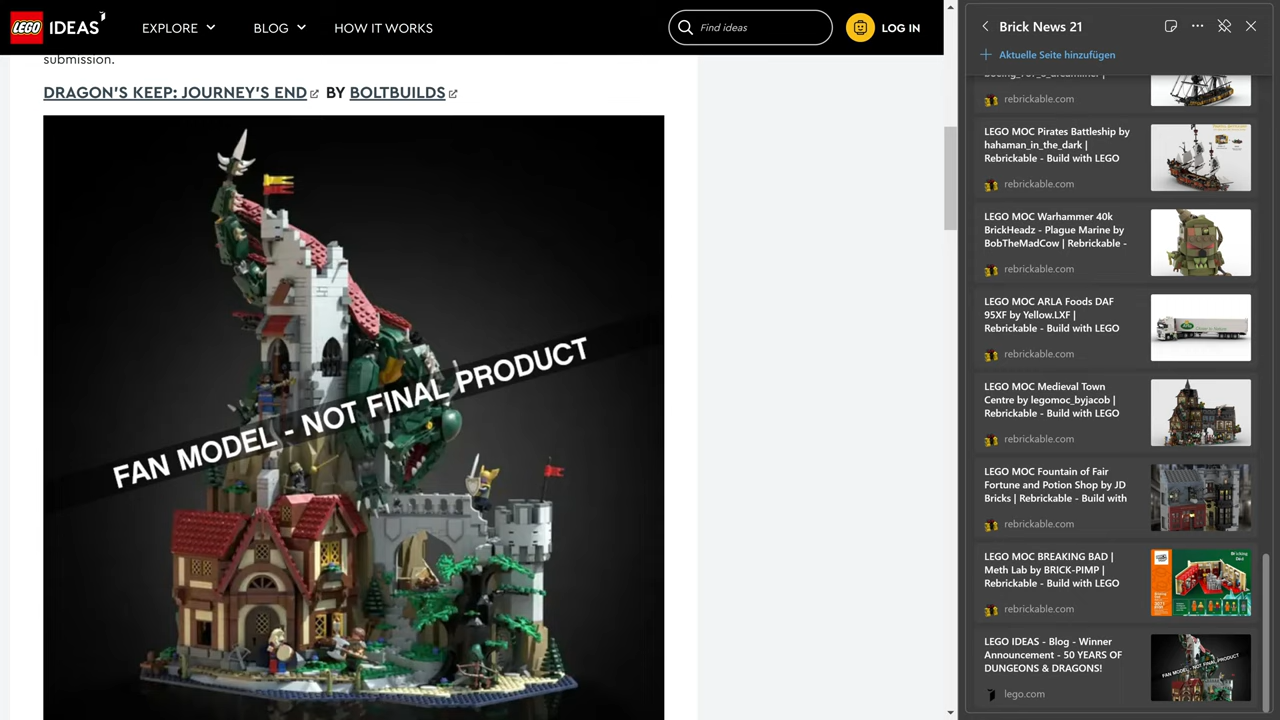 LEGO IDEAS
EXPLORE
BLOG
HOW IT WORKS
Find ideas
LOG IN
submission.
DRAGON'S KEEP: JOURNEY'S END BY BOLTBUILDS
FAN MODEL - NOT FINAL PRODUCT
Brick News 21
Aktuelle Seite hinzufügen
rebrickable.com
LEGO MOC Pirates Battleship by
hahaman_in_the_dark |
Rebrickable - Build with LEGO
rebrickable.com
LEGO MOC Warhammer 40k
BrickHeadz - Plague Marine by
BobTheMadCow | Rebrickable -
rebrickable.com
LEGO MOC ARLA Foods DAF
95XF by Yellow.LXF |
Rebrickable - Build with LEGO
rebrickable.com
LEGO MOC Medieval Town
Centre by legomoc_byjacob |
Rebrickable - Build with LEGO
rebrickable.com
LEGO MOC Fountain of Fair
Fortune and Potion Shop by JD
Bricks | Rebrickable - Build with
rebrickable.com
LEGO MOC BREAKING BAD |
Meth Lab by BRICK-PIMP |
Rebrickable - Build with LEGO
rebrickable.com
LEGO IDEAS - Blog - Winner
Announcement - 50 YEARS OF
DUNGEONS & DRAGONS!
FAN MODEL - NOT FINAL PRODUCT
lego.com